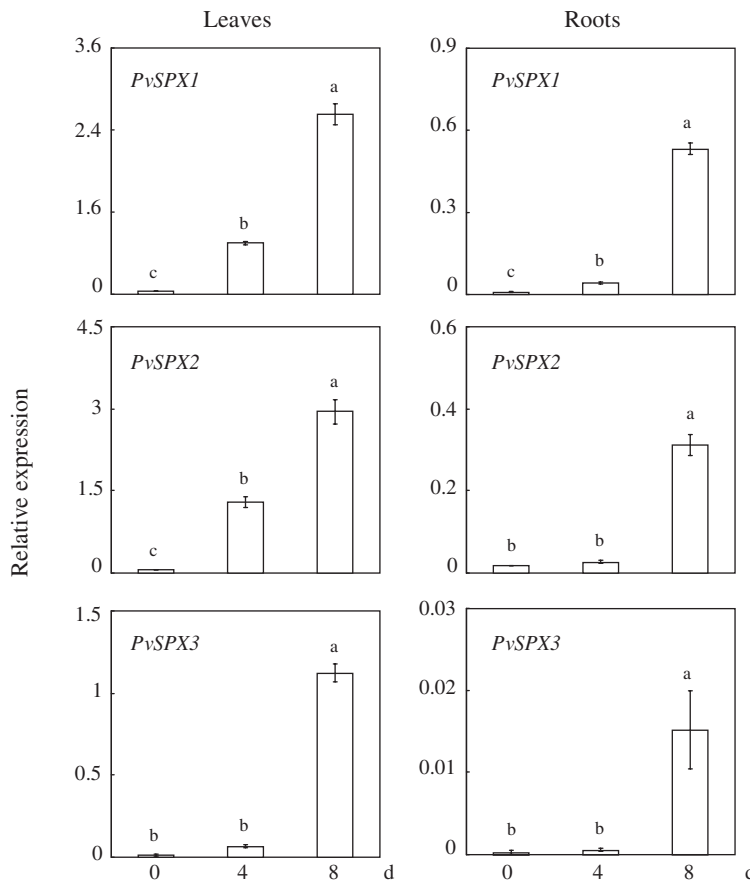 Leaves
Roots
3.6
2.4
1.6
0
PvSPX1
c
b
a
0.9
0.6
0.3
0
PvSPX1
c
b
a
Relative expression
4.5
3
1.5
0
PvSPX2
c
b
a
0.6
0.4
0.2
0
PvSPX2
b
b
a
1.5
1
0.5
0
PvSPX3
b
b
a
0 4 8 d
0.03
0.02
0.01
0
PvSPX3
b
b
a
0 4 8 d